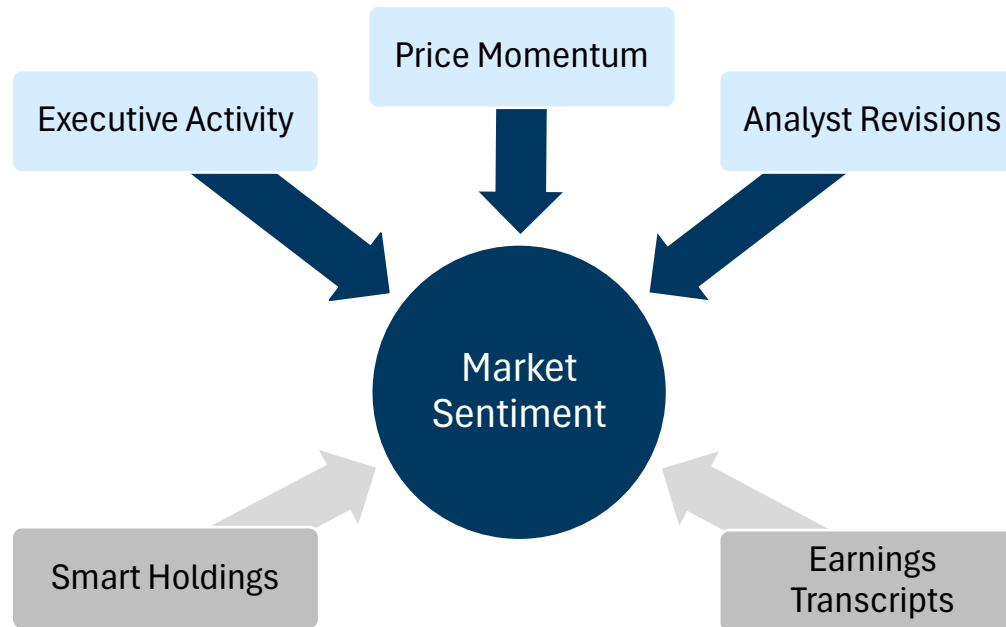 Price Momentum
Executive Activity
Analyst Revisions
Market
Sentiment
Smart Holdings
Earnings
Transcripts